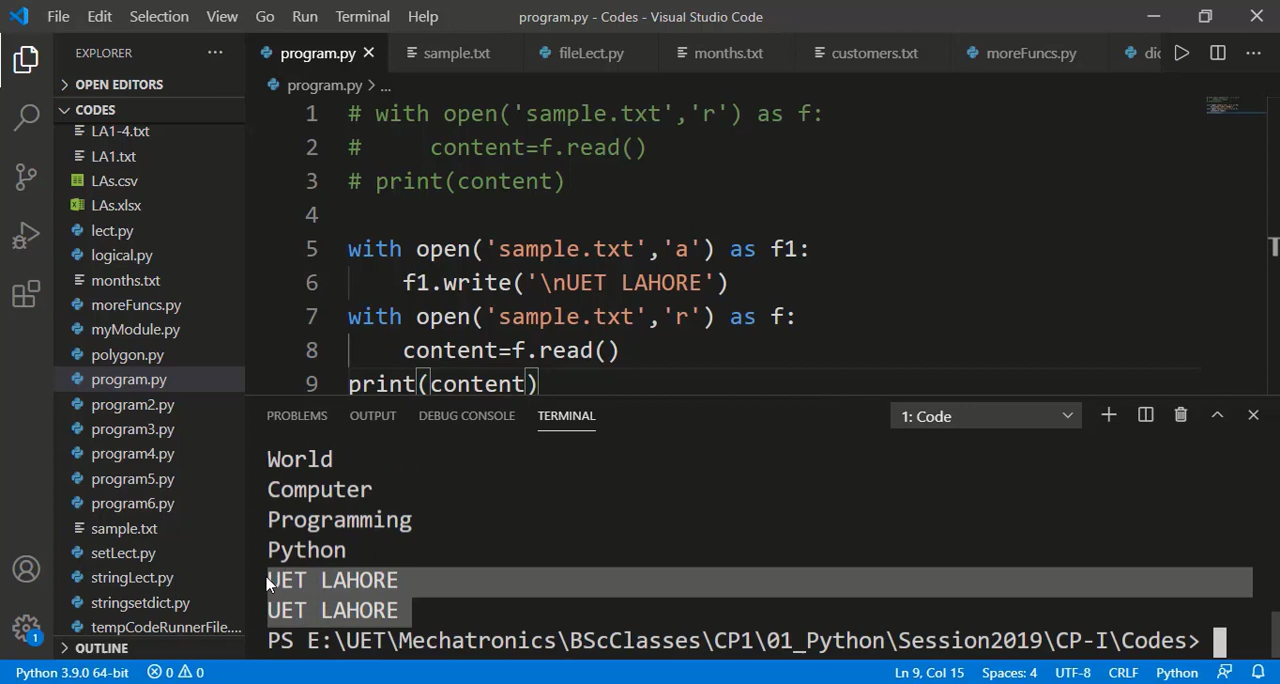 File Edit Selection View Go Run Terminal Help program.py - Codes - Visual Studio Code
EXPLORER ...
program.py sample.txt fileLect.py months.txt customers.txt moreFuncs.py dic
OPEN EDITORS
program.py > ...
CODES
LA1-4.txt
LA1.txt
LAs.csv
LAs.xlsx
lect.py
logical.py
months.txt
moreFuncs.py
myModule.py
polygon.py
program.py
program2.py
program3.py
program4.py
program5.py
program6.py
sample.txt
setLect.py
stringLect.py
stringsetdict.py
tempCodeRunnerFile....
OUTLINE
1 # with open('sample.txt','r') as f:
2 #     content=f.read()
3 # print(content)
4
5 with open('sample.txt','a') as f1:
6     f1.write('\nUET LAHORE')
7 with open('sample.txt','r') as f:
8     content=f.read()
9 print(content)
PROBLEMS OUTPUT DEBUG CONSOLE TERMINAL 1: Code
World
Computer
Programming
Python
UET LAHORE
UET LAHORE
PS E:\UET\Mechatronics\BScClasses\CP1\01_Python\Session2019\CP-I\Codes>
1
Python 3.9.0 64-bit 0 0 Ln 9, Col 15 Spaces: 4 UTF-8 CRLF Python